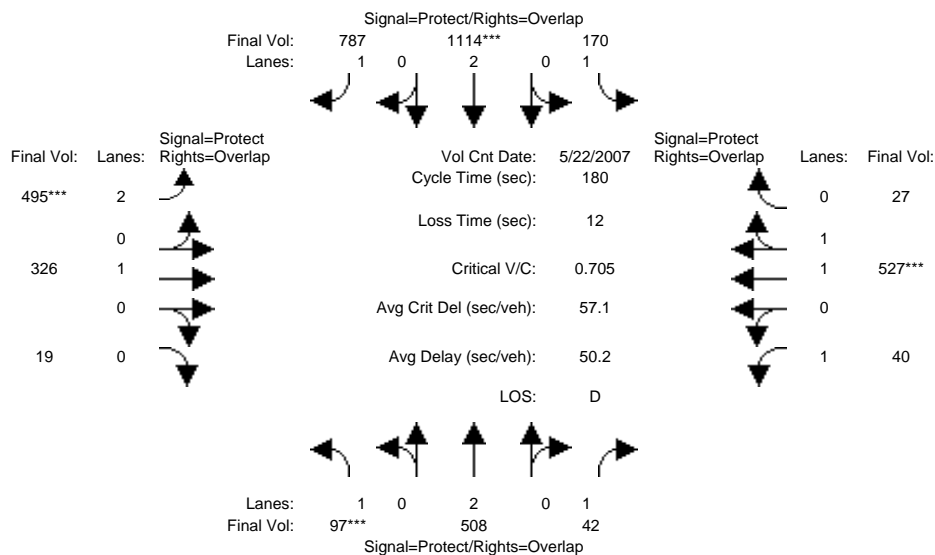 Signal=Protect/Rights=Overlap
Final Vol: 787 1114*** 170
Lanes: 1 0 2 0 1
Signal=Protect
Final Vol: Lanes: Rights=Overlap
Vol Cnt Date: 5/22/2007
Signal=Protect
Rights=Overlap Lanes: Final Vol:
Cycle Time (sec): 180
495*** 2
0 27
Loss Time (sec): 12
0
1
326 1
Critical V/C: 0.705
1 527***
0
Avg Crit Del (sec/veh): 57.1
0
19 0
Avg Delay (sec/veh): 50.2
1 40
LOS: D
Lanes: 1 0 2 0 1
Final Vol: 97*** 508 42
Signal=Protect/Rights=Overlap